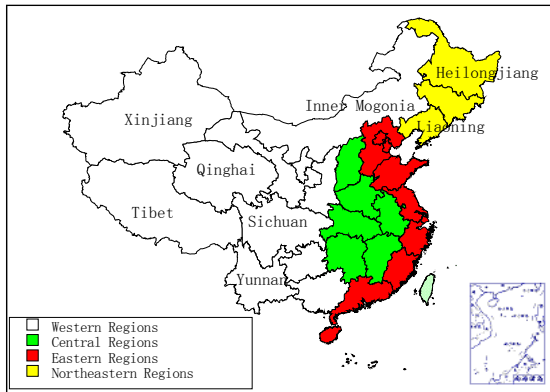 Heilongjiang
Inner Mogonia
Xinjiang
Liaoning
Qinghai
Tibet
Sichuan
Yunnan
Western Regions
Central Regions
Eastern Regions
Northeastern Regions